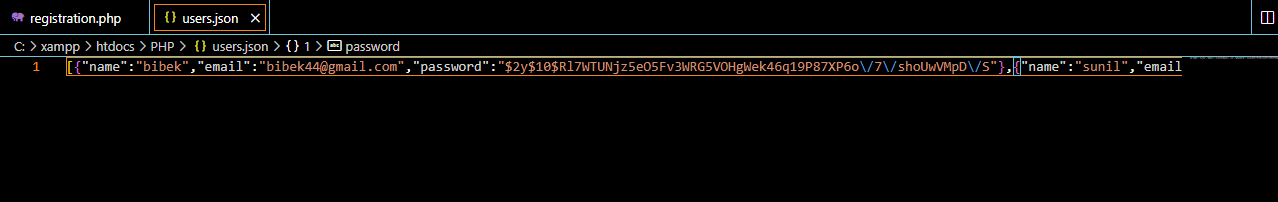 registration.php
{} users.json ×
C: > xampp > htdocs > PHP > {} users.json > {} 1 > password
1 [{"name":"bibek","email":"bibek44@gmail.com","password":"$2y$10$Rl7WTUNjz5eO5Fv3WRG5VOHgWek46q19P87XP6o\/7\/shoUwVMpD\/S"},{"name":"sunil","email